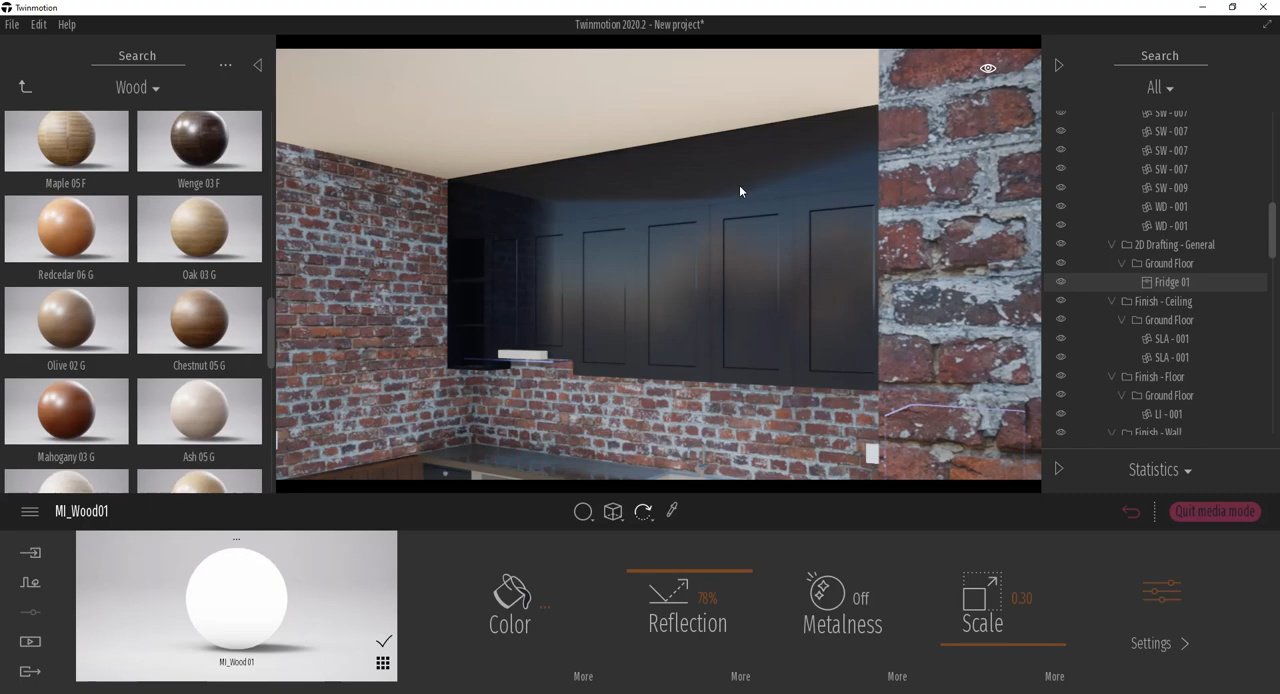 Twinmotion
File Edit Help
Twinmotion 2020.2 - New project*
Search
...
Wood
Maple 05 F
Wenge 03 F
Redcedar 06 G
Oak 03 G
Olive 02 G
Chestnut 05 G
Mahogany 03 G
Ash 05 G
Search
All
SW - 007
SW - 007
SW - 007
SW - 007
SW - 009
WD - 001
WD - 001
2D Drafting - General
Ground Floor
Fridge 01
Finish - Ceiling
Ground Floor
SLA - 001
SLA - 001
Finish - Floor
Ground Floor
LI - 001
Finish - Wall
Statistics
MI_Wood01
Quit media mode
...
MI_Wood01
Color ...
More
Reflection 78%
More
Metalness Off
More
Scale 0.30
More
Settings